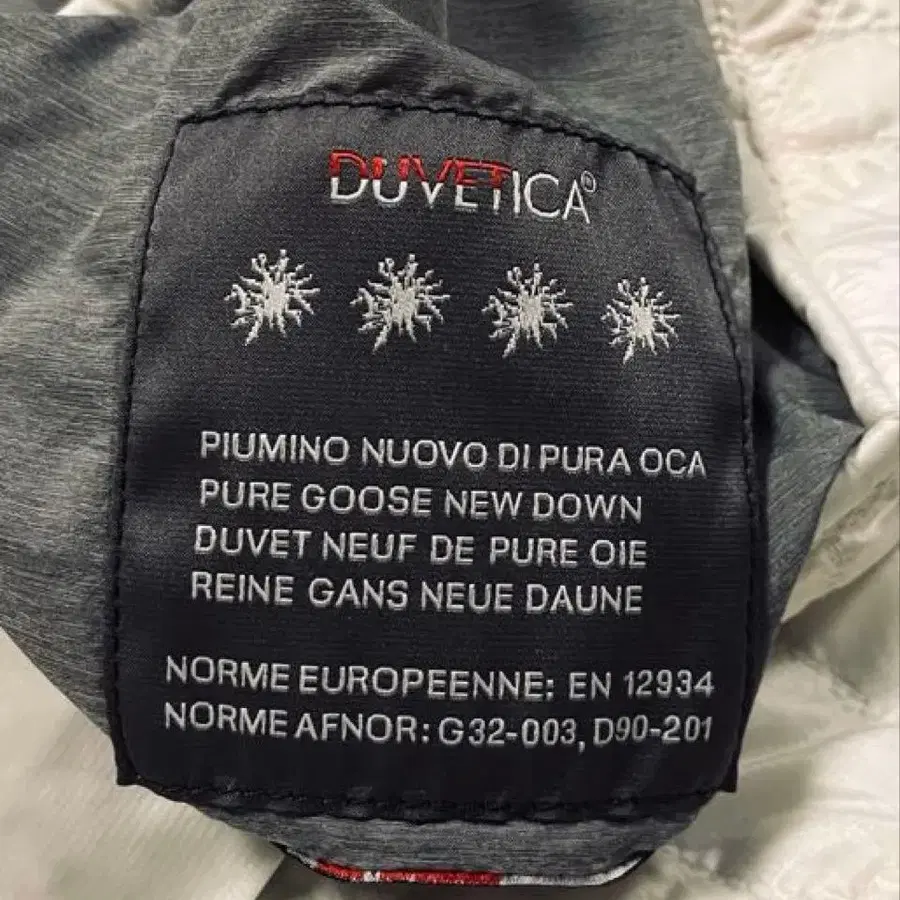 DUVETICA®
PIUMINO NUOVO DI PURA OCA
PURE GOOSE NEW DOWN
DUVET NEUF DE PURE OIE
REINE GANS NEUE DAUNE
NORME EUROPEENNE: EN 12934
NORME AFNOR: G32-003, D90-201